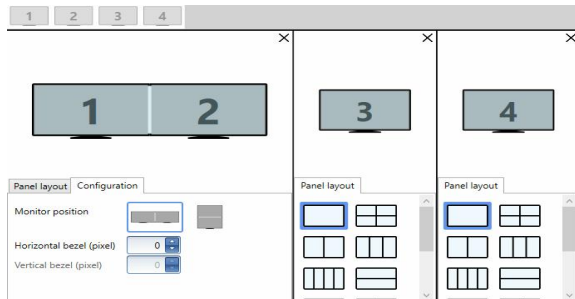 1 2 3 4
1 2
3
4
Panel layout Configuration
Panel layout
Panel layout
Monitor position
Horizontal bezel (pixel) 0
Vertical bezel (pixel) 0